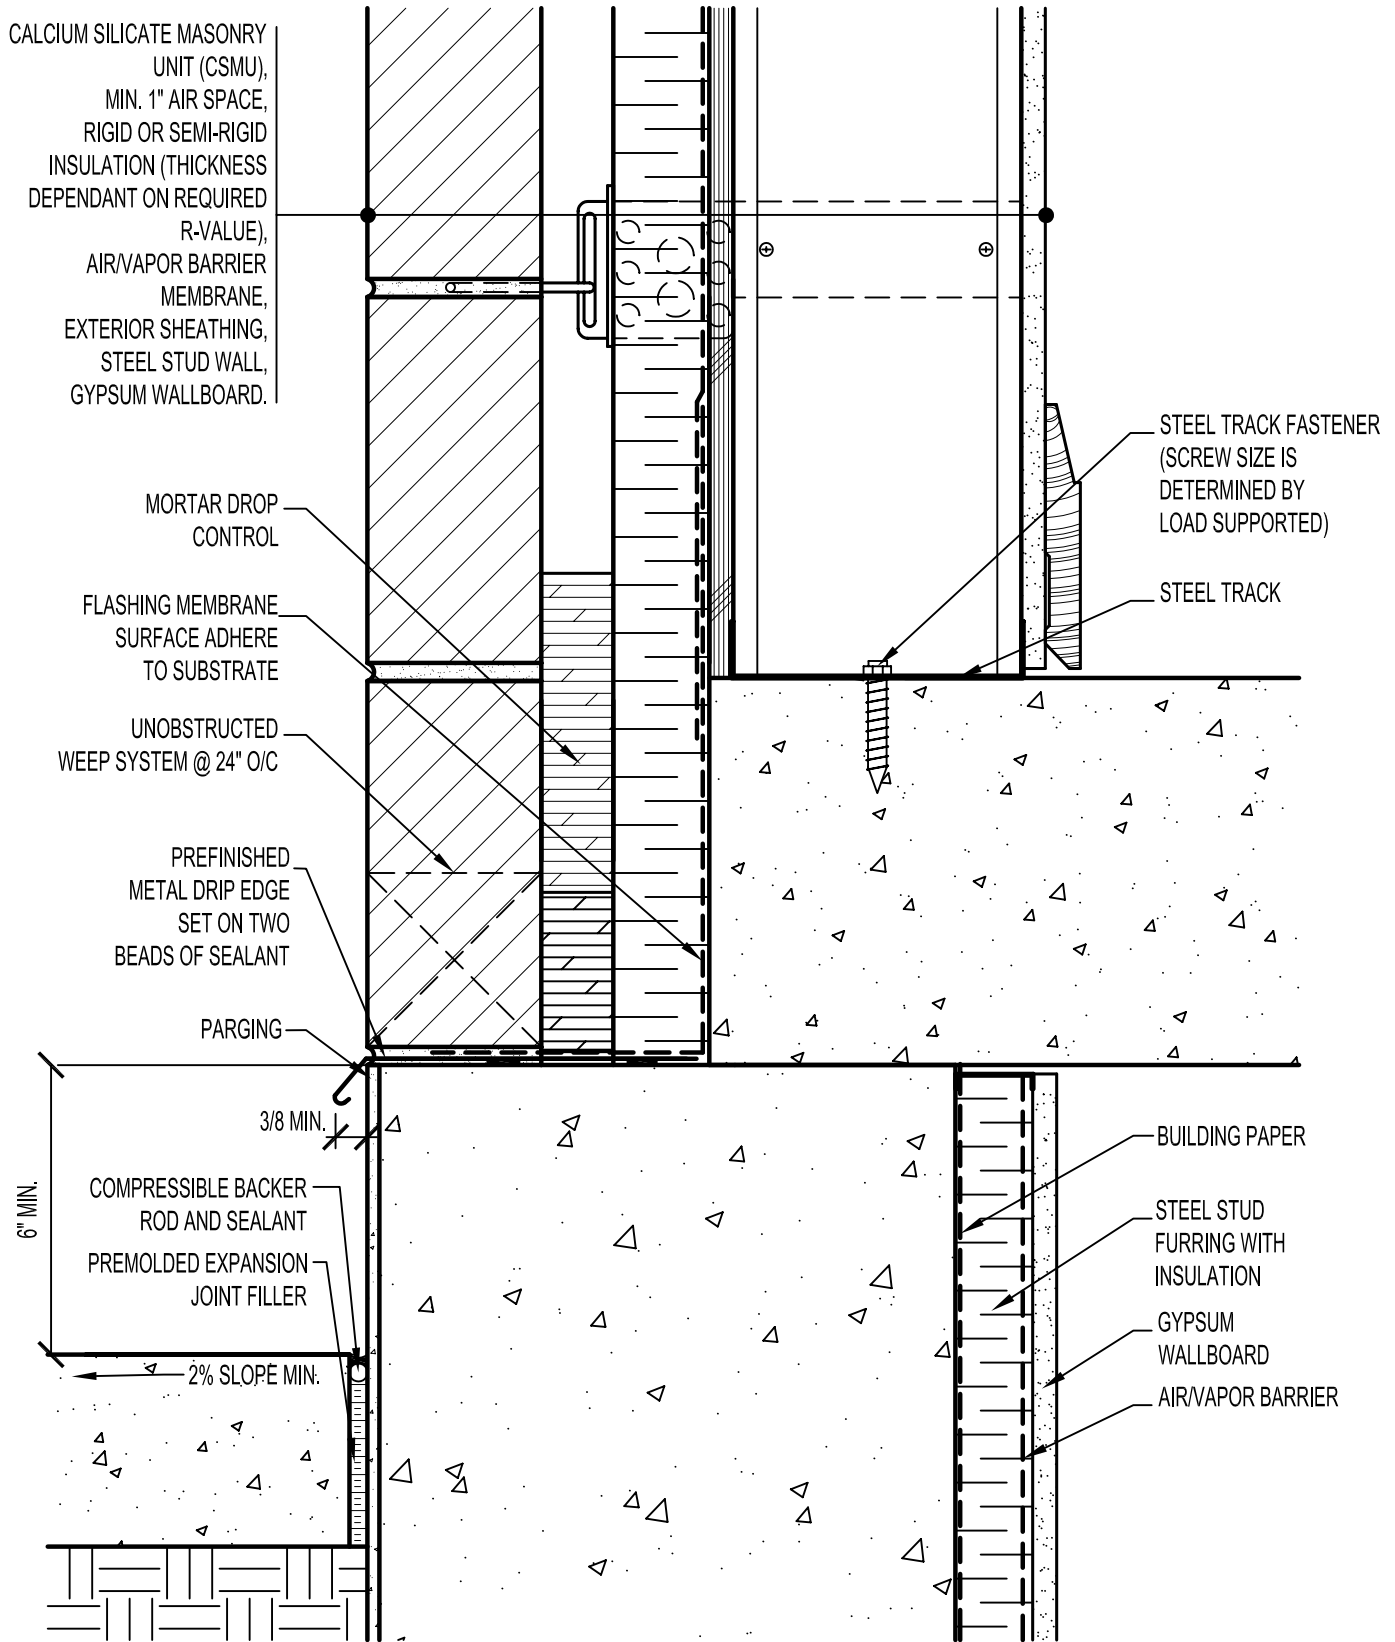 CALCIUM SILICATE MASONRY
UNIT (CSMU),
MIN. 1" AIR SPACE,
RIGID OR SEMI-RIGID
INSULATION (THICKNESS
DEPENDANT ON REQUIRED
R-VALUE),
AIR/VAPOR BARRIER
MEMBRANE,
EXTERIOR SHEATHING,
STEEL STUD WALL,
GYPSUM WALLBOARD.
STEEL TRACK FASTENER
(SCREW SIZE IS
DETERMINED BY
LOAD SUPPORTED)
MORTAR DROP
CONTROL
STEEL TRACK
FLASHING MEMBRANE
SURFACE ADHERE
TO SUBSTRATE
UNOBSTRUCTED
WEEP SYSTEM @ 24" O/C
PREFINISHED
METAL DRIP EDGE
SET ON TWO
BEADS OF SEALANT
PARGING
3/8 MIN.
6" MIN.
COMPRESSIBLE BACKER
ROD AND SEALANT
PREMOLDED EXPANSION
JOINT FILLER
2% SLOPE MIN.
BUILDING PAPER
STEEL STUD
FURRING WITH
INSULATION
GYPSUM
WALLBOARD
AIR/VAPOR BARRIER